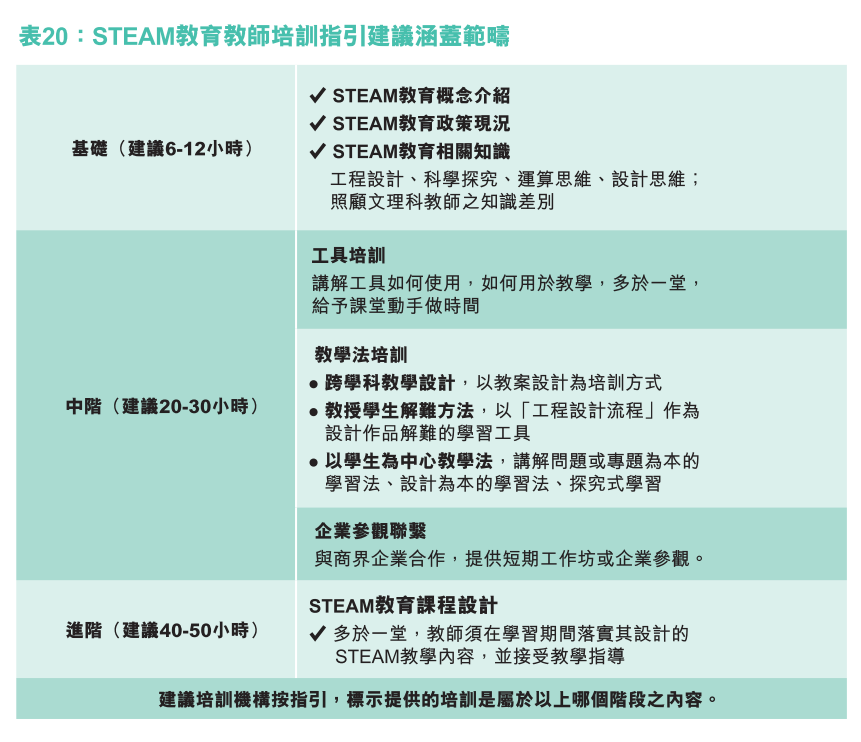 表20：STEAM教育教師培訓指引建議涵蓋範疇
基礎（建議6-12小時）
✓ STEAM教育概念介紹
✓ STEAM教育政策現況
✓ STEAM教育相關知識
工程設計、科學探究、運算思維、設計思維；
照顧文理科教師之知識差別
中階（建議20-30小時）
工具培訓
講解工具如何使用，如何用於教學，多於一堂，
給予課堂動手做時間
教學法培訓
● 跨學科教學設計，以教案設計為培訓方式
● 教授學生解難方法，以「工程設計流程」作為
設計作品解難的學習工具
● 以學生為中心教學法，講解問題或專題為本的
學習法、設計為本的學習法、探究式學習
企業參觀聯繫
與商界企業合作，提供短期工作坊或企業參觀。
進階（建議40-50小時）
STEAM教育課程設計
✓ 多於一堂，教師須在學習期間落實其設計的
STEAM教學內容，並接受教學指導
建議培訓機構按指引，標示提供的培訓是屬於以上哪個階段之內容。